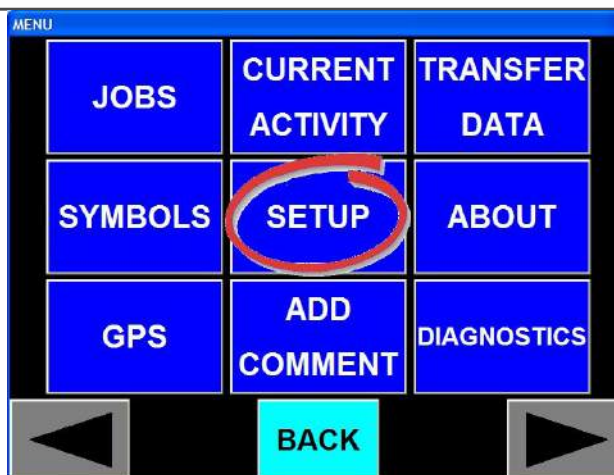 MENU
JOBS
CURRENT
ACTIVITY
TRANSFER
DATA
SYMBOLS
SETUP
ABOUT
GPS
ADD
COMMENT
DIAGNOSTICS
BACK